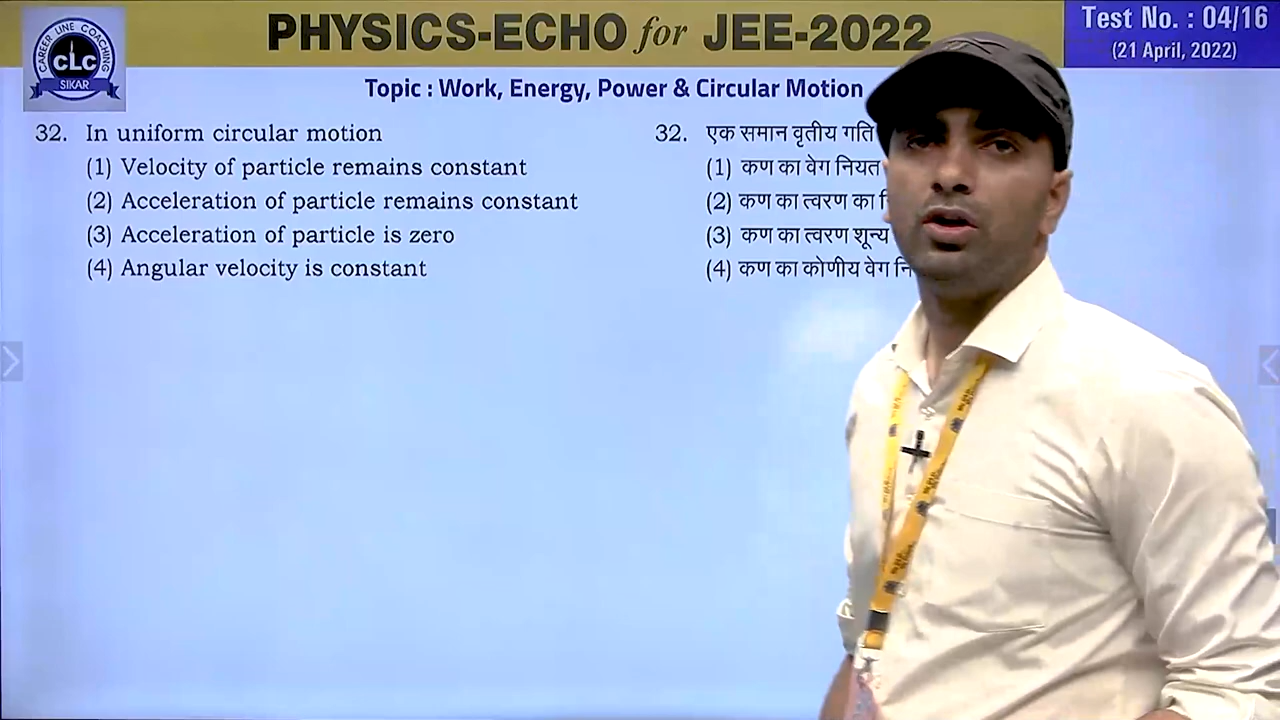 PHYSICS-ECHO for JEE-2022
Test No. : 04/16
(21 April, 2022)
CAREER LINE COACHING
CLC
SIKAR
Topic : Work, Energy, Power & Circular Motion
32. In uniform circular motion
(1) Velocity of particle remains constant
(2) Acceleration of particle remains constant
(3) Acceleration of particle is zero
(4) Angular velocity is constant
32. एक समान वृतीय गति
(1) कण का वेग नियत
(2) कण का त्वरण का
(3) कण का त्वरण शून्य
(4) कण का कोणीय वेग